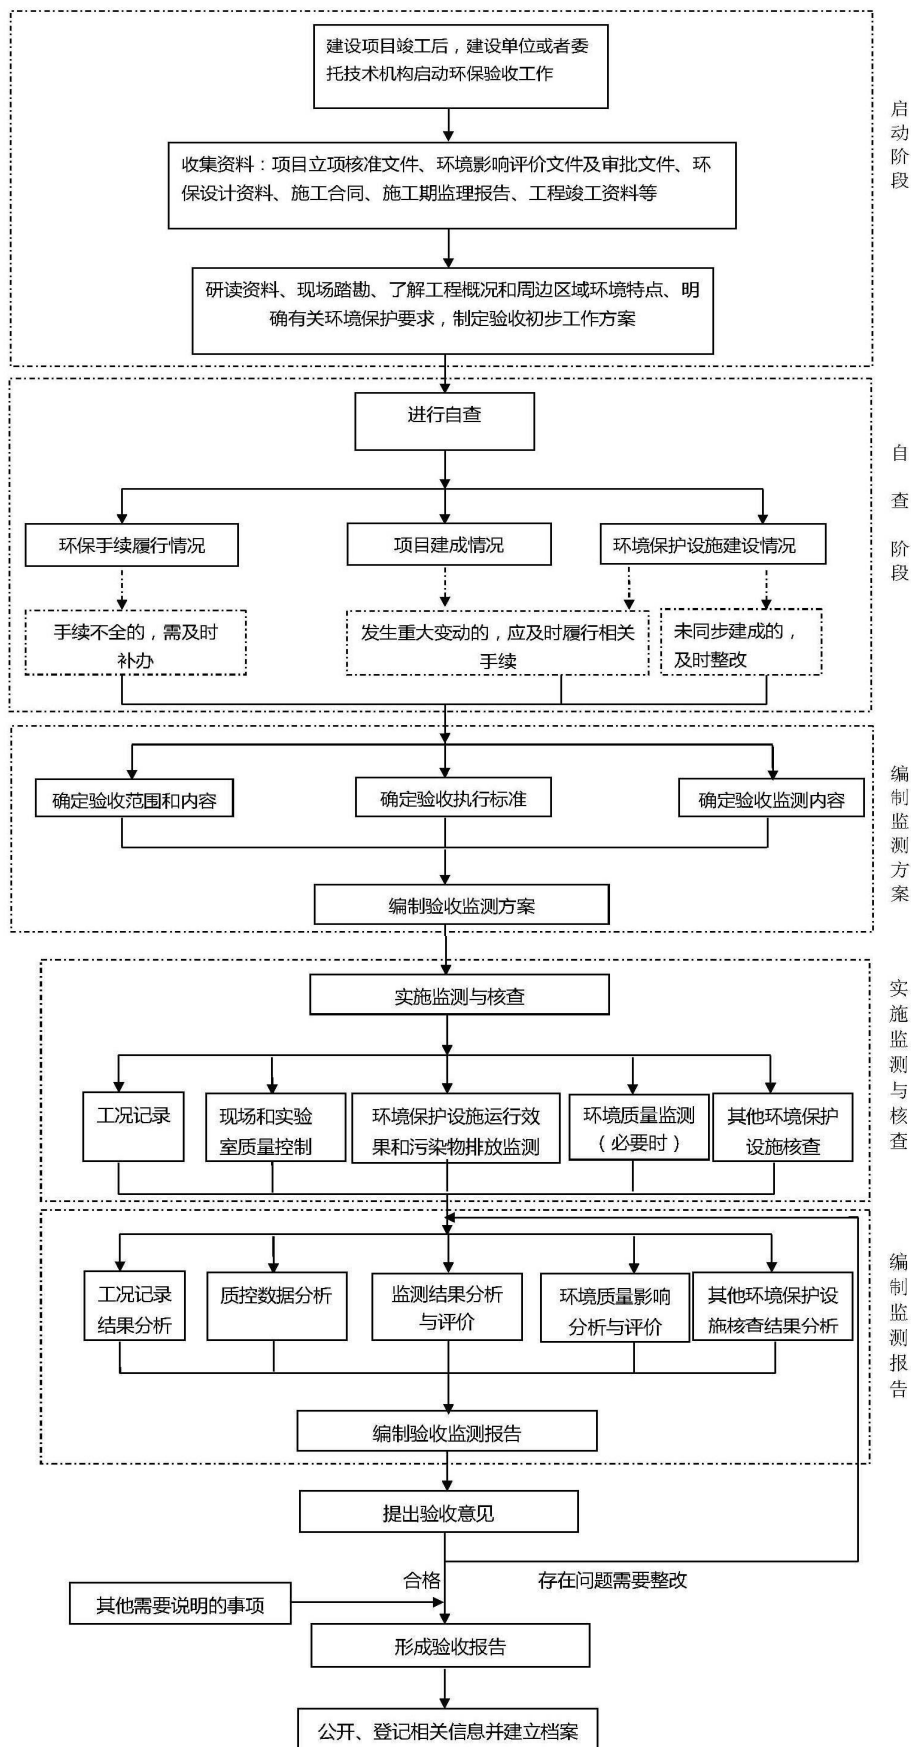 建设项目竣工后，建设单位或者委
托技术机构启动环保验收工作
收集资料：项目立项核准文件、环境影响评价文件及审批文件、环
保设计资料、施工合同、施工期监理报告、工程竣工资料等
研读资料、现场踏勘、了解工程概况和周边区域环境特点、明
确有关环境保护要求，制定验收初步工作方案
启动阶段
进行自查
环保手续履行情况
项目建成情况
环境保护设施建设情况
手续不全的，需及时
补办
发生重大变动的，应及时履行相关
手续
未同步建成的，
及时整改
自查阶段
确定验收范围和内容
确定验收执行标准
确定验收监测内容
编制验收监测方案
编制监测方案
实施监测与核查
工况记录
现场和实验
室质量控制
环境保护设施运行效
果和污染物排放监测
环境质量监测
（必要时）
其他环境保护
设施核查
实施监测与核查
工况记录
结果分析
质控数据分析
监测结果分析
与评价
环境质量影响
分析与评价
其他环境保护设
施核查结果分析
编制验收监测报告
编制监测报告
提出验收意见
合格
存在问题需要整改
其他需要说明的事项
形成验收报告
公开、登记相关信息并建立档案